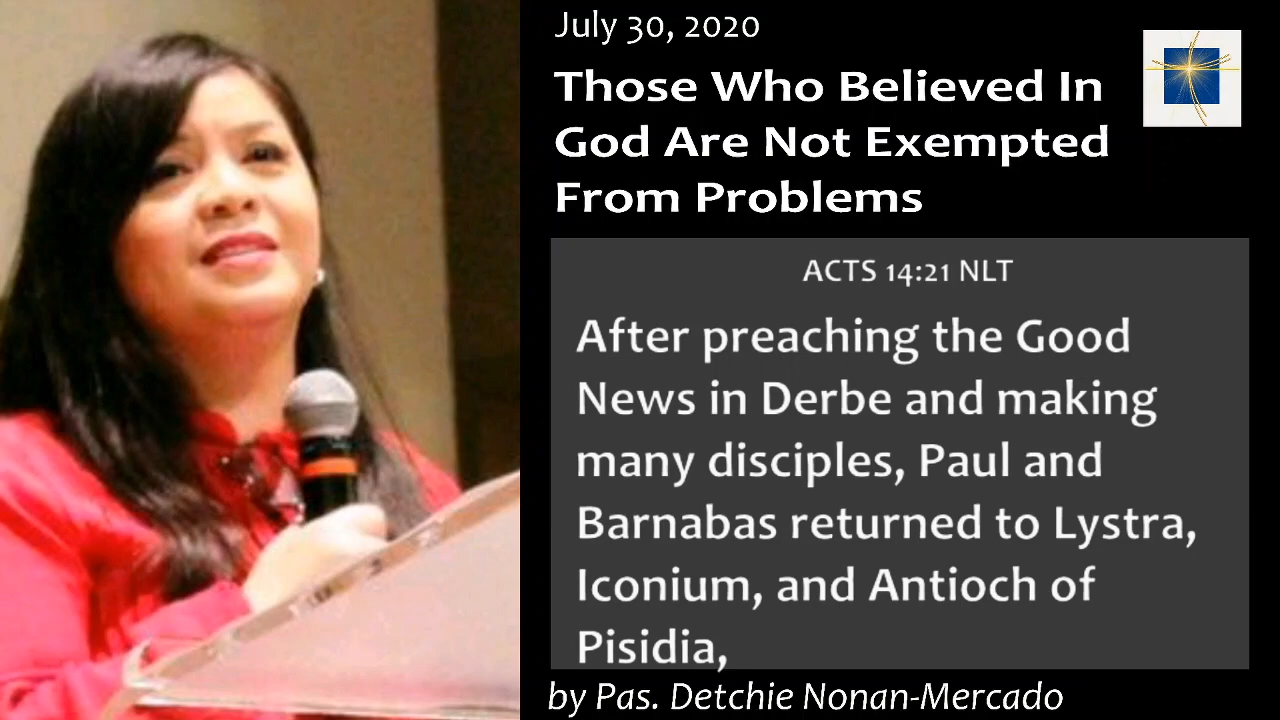 July 30, 2020
Those Who Believed In
God Are Not Exempted
From Problems
ACTS 14:21 NLT
After preaching the Good
News in Derbe and making
many disciples, Paul and
Barnabas returned to Lystra,
Iconium, and Antioch of
Pisidia,
by Pas. Detchie Nonan-Mercado